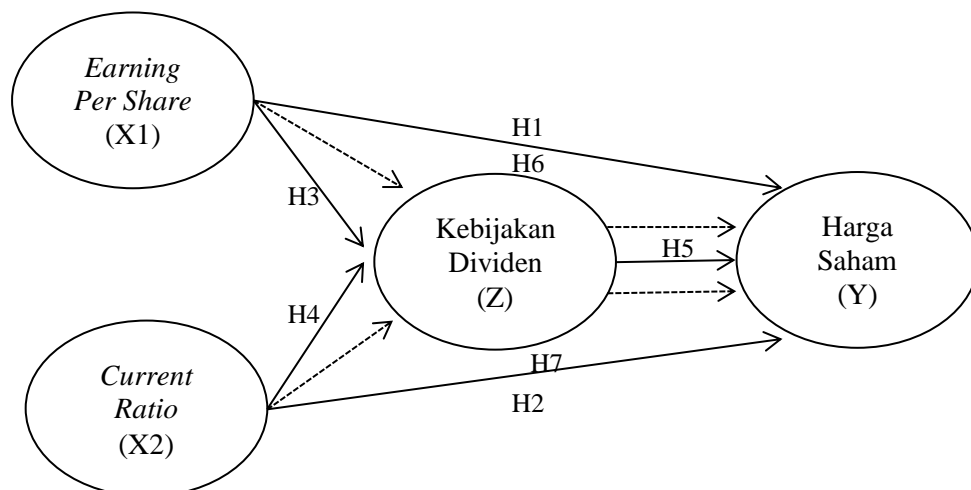 Earning
Per Share
(X1)
H1
H6
H3
Kebijakan
Dividen
(Z)
H5
Harga
Saham
(Y)
H4
H7
H2
Current
Ratio
(X2)